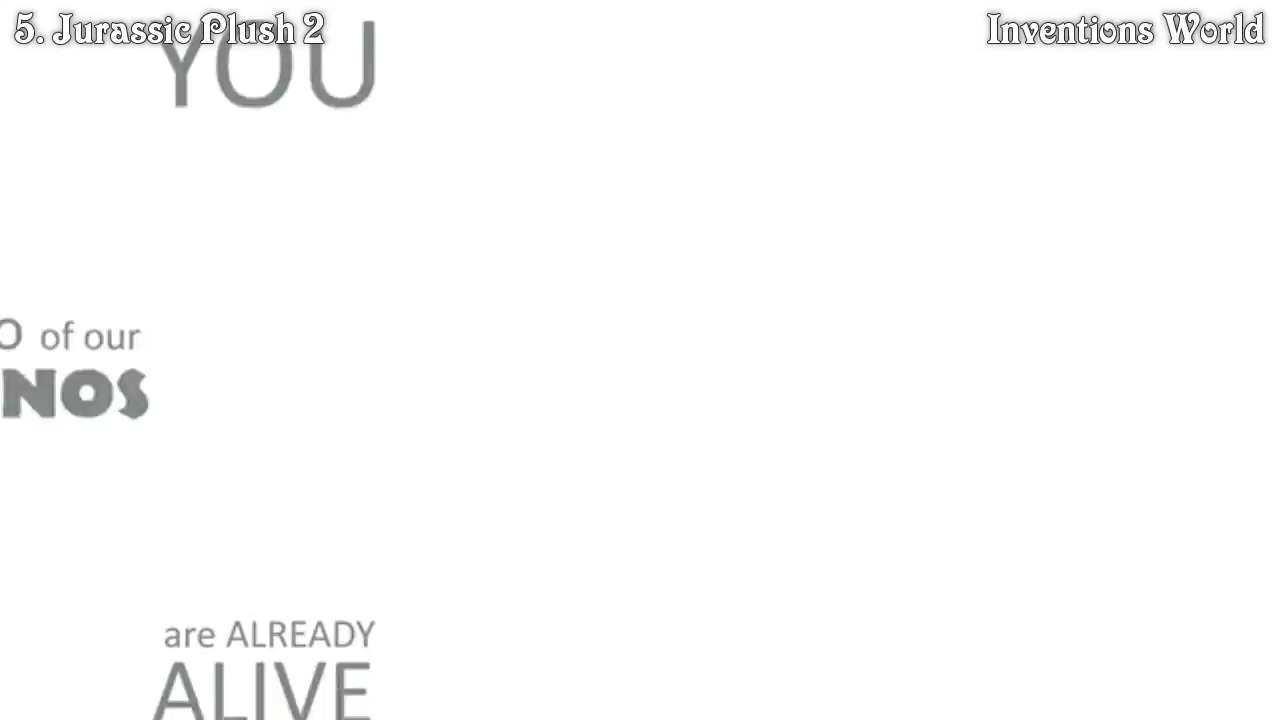 5. Jurassic Plush 2
Inventions World
YOU
O of our
NOS
are ALREADY
ALIVE